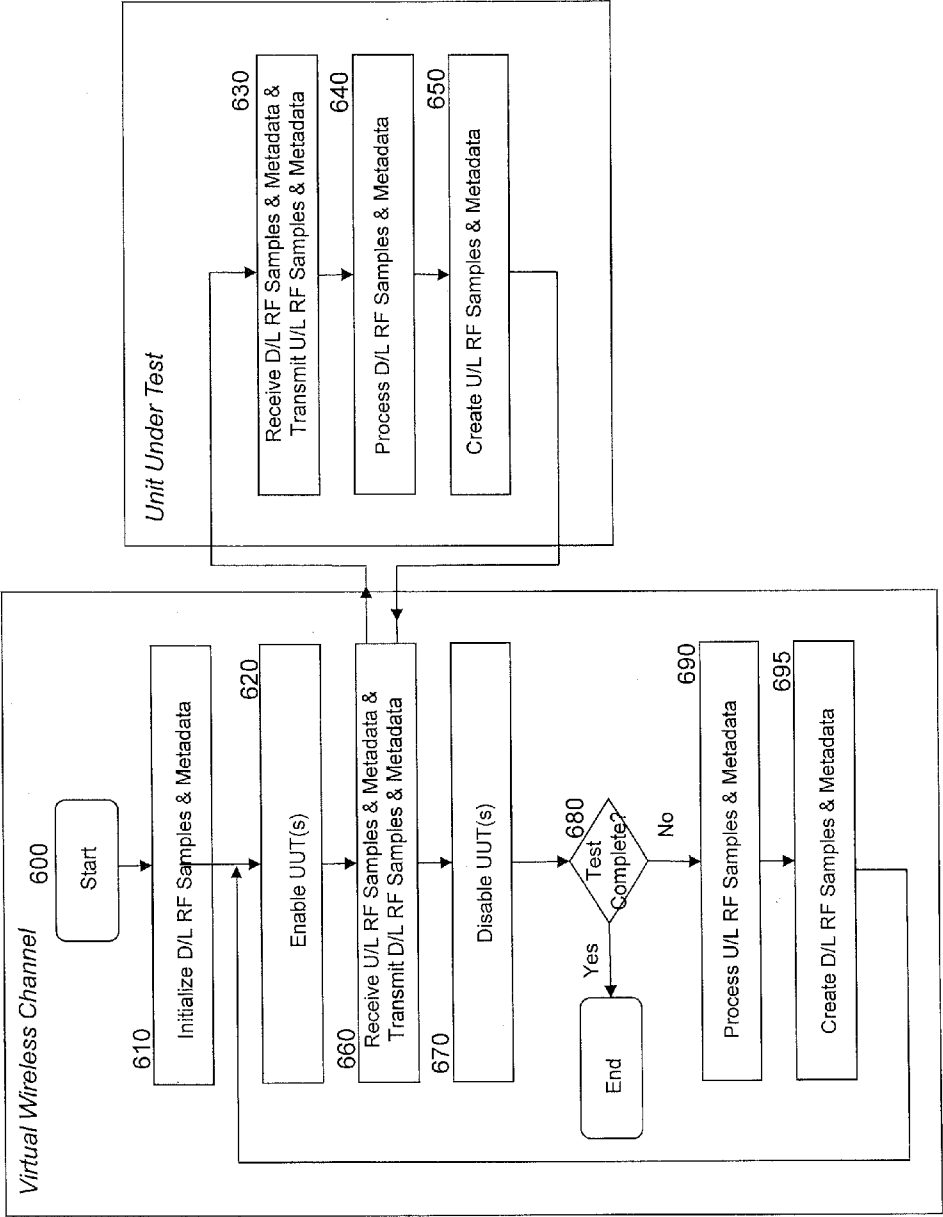 Virtual Wireless Channel
600
Start
610
Initialize D/L RF Samples & Metadata
620
Enable UUT(s)
660
Receive U/L RF Samples & Metadata &
Transmit D/L RF Samples & Metadata
670
Disable UUT(s)
680
Test
Complete?
Yes
End
No
690
Process U/L RF Samples & Metadata
695
Create D/L RF Samples & Metadata
Unit Under Test
630
Receive D/L RF Samples & Metadata &
Transmit U/L RF Samples & Metadata
640
Process D/L RF Samples & Metadata
650
Create U/L RF Samples & Metadata